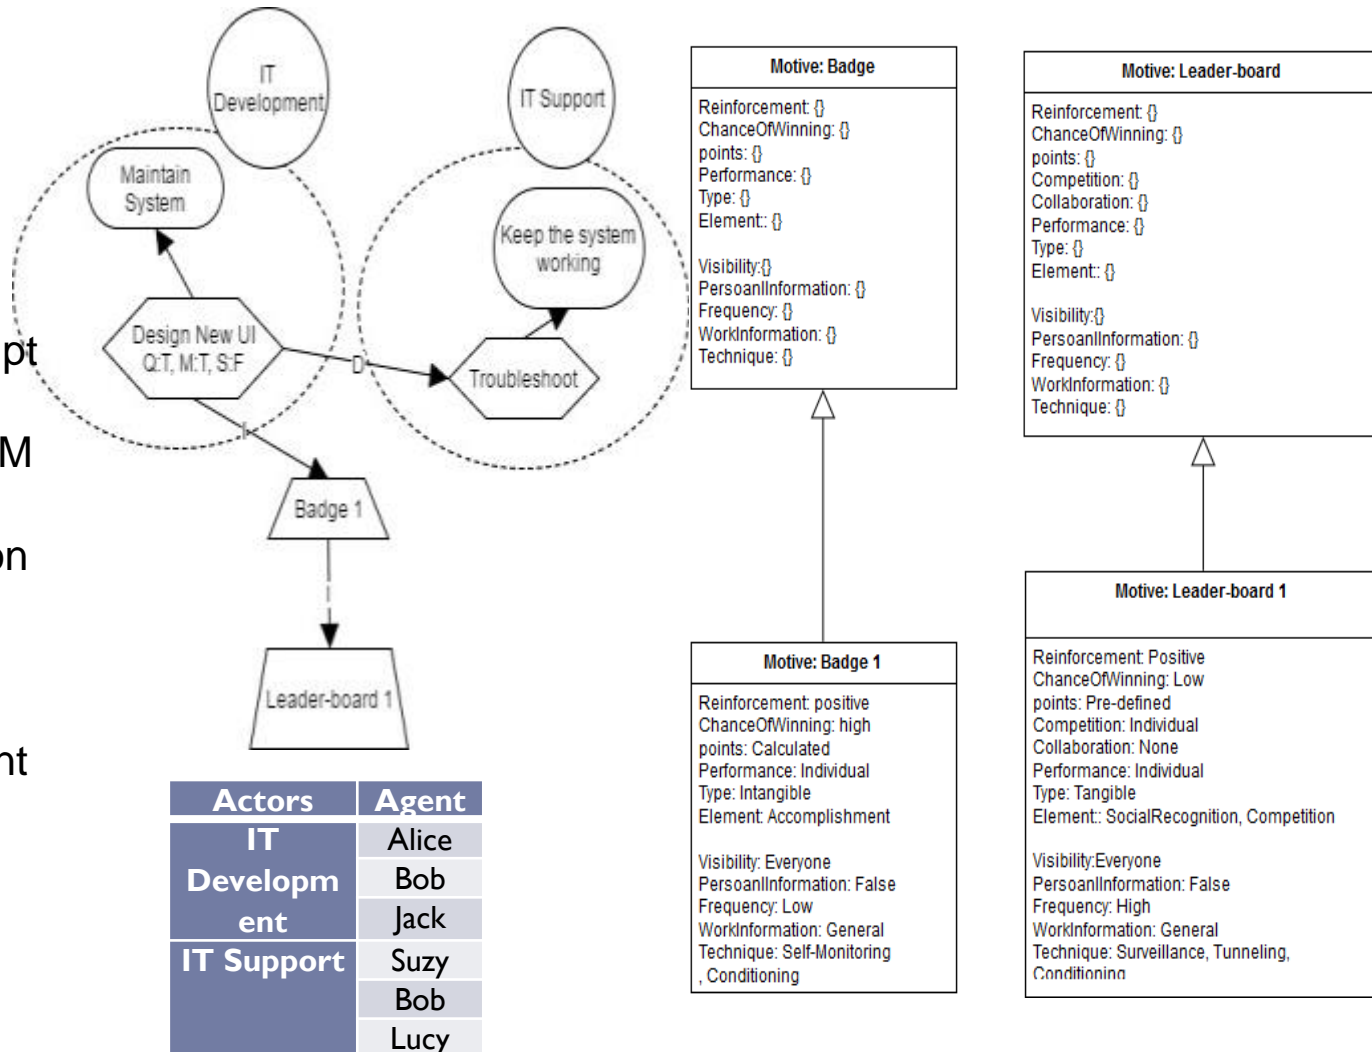 pt
M
on
nt
IT
Development
IT Support
Maintain
System
Keep the system
working
Design New UI
Q:T, M:T, S:F
D
Troubleshoot
I
Badge 1
I
Leader-board 1
Actors Agent
IT
Developm
ent
Alice
Bob
Jack
IT Support
Suzy
Bob
Lucy
Motive: Badge
Reinforcement: {}
ChanceOfWinning: {}
points: {}
Performance: {}
Type: {}
Element:: {}
Visibility:{}
PersoanlInformation: {}
Frequency: {}
WorkInformation: {}
Technique: {}
Motive: Badge 1
Reinforcement: positive
ChanceOfWinning: high
points: Calculated
Performance: Individual
Type: Intangible
Element: Accomplishment
Visibility: Everyone
PersoanlInformation: False
Frequency: Low
WorkInformation: General
Technique: Self-Monitoring
, Conditioning
Motive: Leader-board
Reinforcement: {}
ChanceOfWinning: {}
points: {}
Competition: {}
Collaboration: {}
Performance: {}
Type: {}
Element:: {}
Visibility:{}
PersoanlInformation: {}
Frequency: {}
WorkInformation: {}
Technique: {}
Motive: Leader-board 1
Reinforcement: Positive
ChanceOfWinning: Low
points: Pre-defined
Competition: Individual
Collaboration: None
Performance: Individual
Type: Tangible
Element:: SocialRecognition, Competition
Visibility:Everyone
PersoanlInformation: False
Frequency: High
WorkInformation: General
Technique: Surveillance, Tunneling,
Conditioning